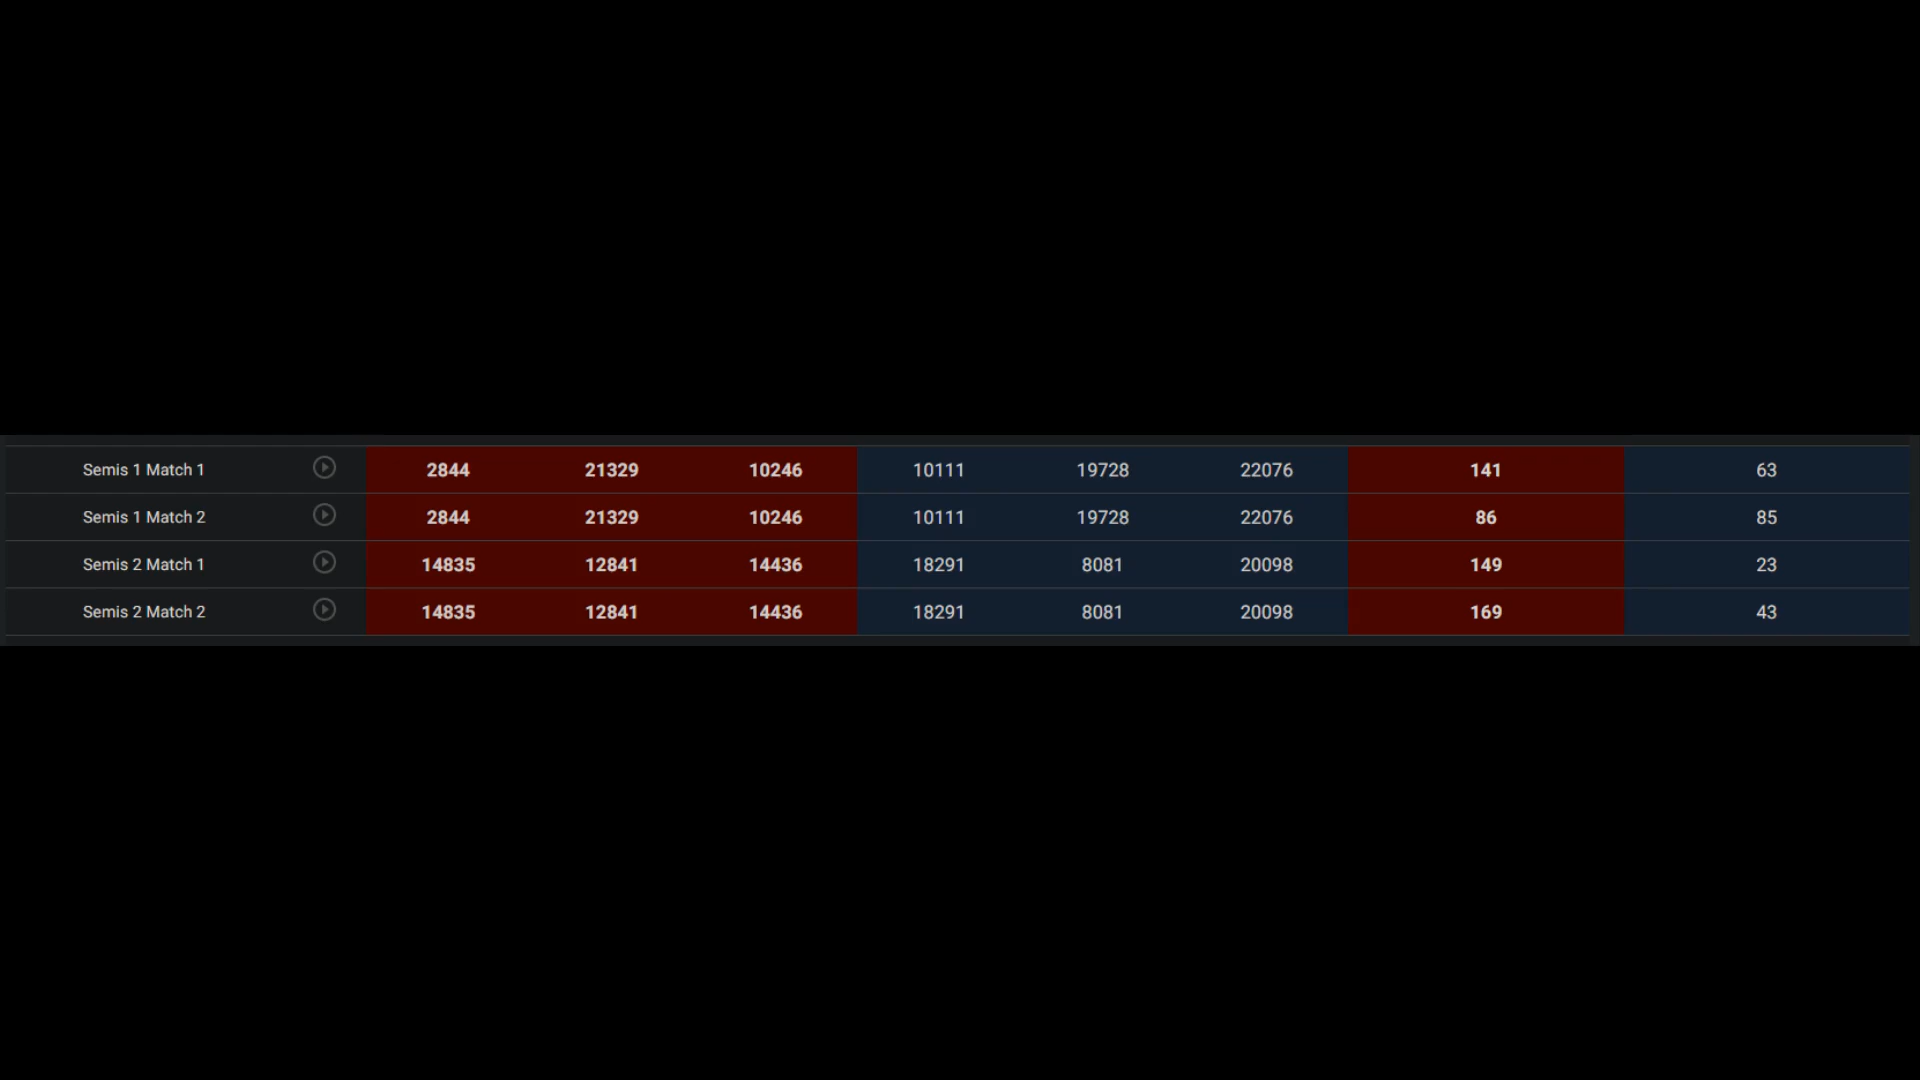 Semis 1 Match 1 2844 21329 10246 10111 19728 22076 141 63
Semis 1 Match 2 2844 21329 10246 10111 19728 22076 86 85
Semis 2 Match 1 14835 12841 14436 18291 8081 20098 149 23
Semis 2 Match 2 14835 12841 14436 18291 8081 20098 169 43